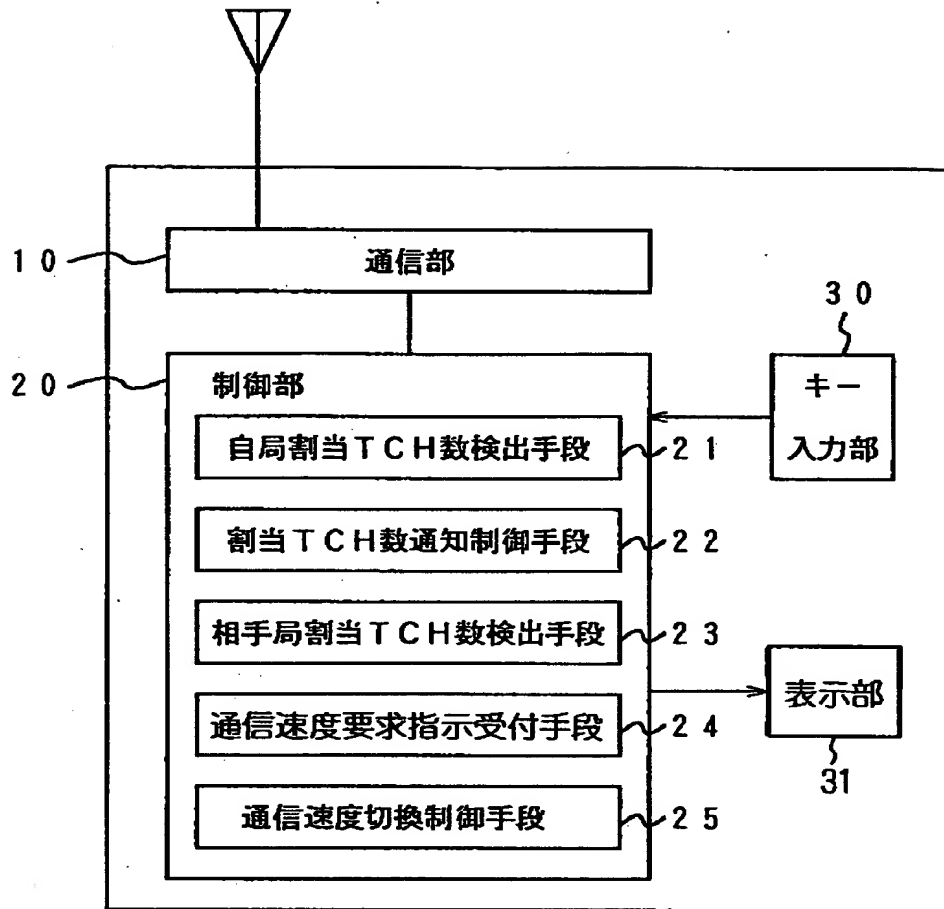 10
通信部
30
20
制御部
キー
入力部
自局割当TCH数検出手段
21
割当TCH数通知制御手段
22
相手局割当TCH数検出手段
23
表示部
31
通信速度要求指示受付手段
24
通信速度切換制御手段
25